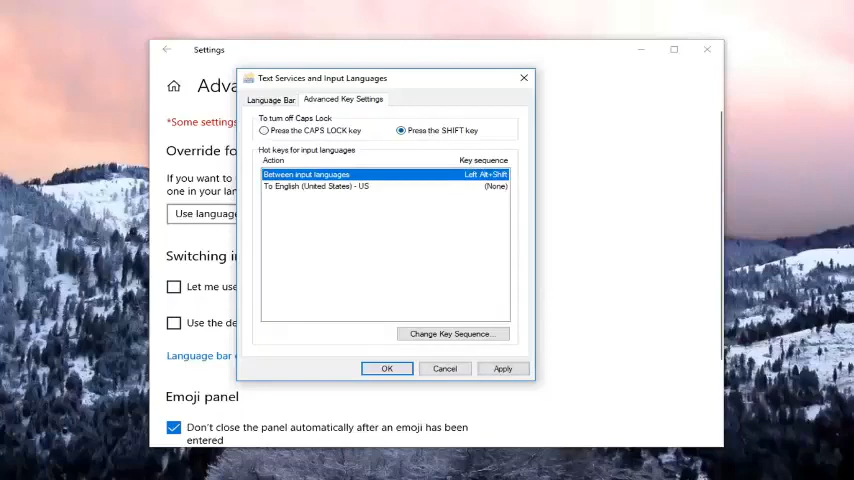 Settings
Text Services and Input Languages
Adva
Language Bar
Advanced Key Settings
*Some settings
To turn off Caps Lock
Press the CAPS LOCK key
Press the SHIFT key
Override fo
Hot keys for input languages
Action
Key sequence
If you want to
Between input languages
Left Alt+Shift
one in your lan
To English (United States) - US
(None)
Use language
Switching i
Let me use
Use the de
Change Key Sequence...
Language bar
OK
Cancel
Apply
Emoji panel
Don't close the panel automatically after an emoji has been
entered